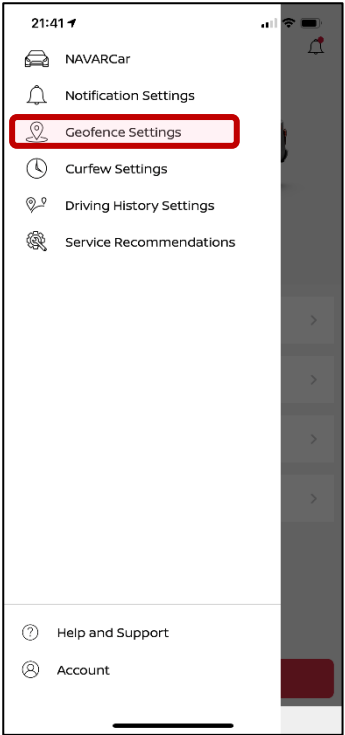 21:41
NAVARCar
Notification Settings
Geofence Settings
Curfew Settings
Driving History Settings
Service Recommendations
Help and Support
Account